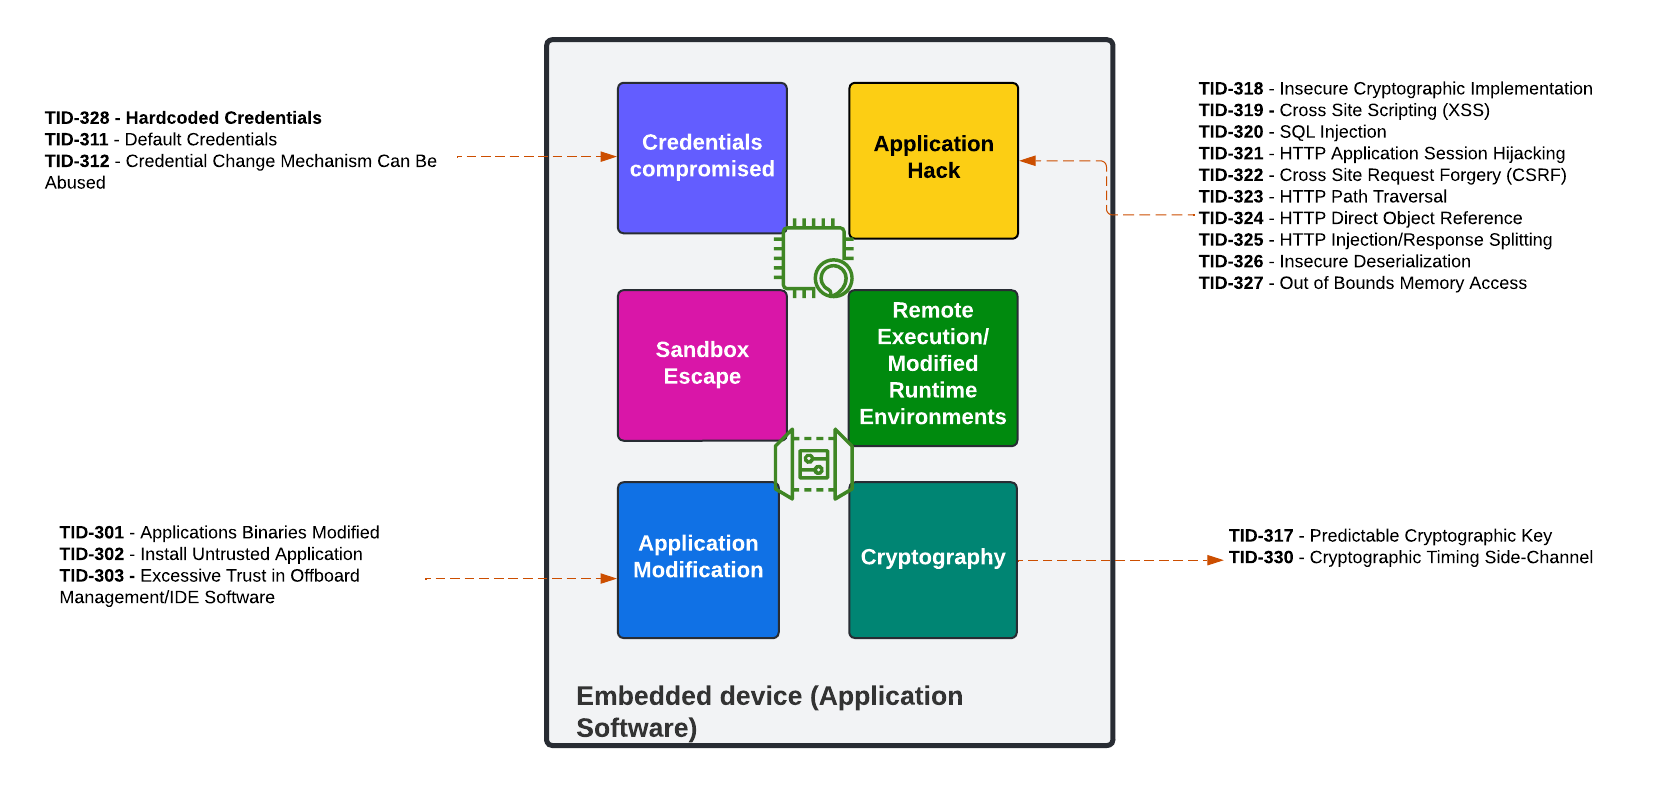 TID-328 - Hardcoded Credentials
TID-311 - Default Credentials
TID-312 - Credential Change Mechanism Can Be
Abused
Credentials
compromised
Application
Hack
TID-318 - Insecure Cryptographic Implementation
TID-319 - Cross Site Scripting (XSS)
TID-320 - SQL Injection
TID-321 - HTTP Application Session Hijacking
TID-322 - Cross Site Request Forgery (CSRF)
TID-323 - HTTP Path Traversal
TID-324 - HTTP Direct Object Reference
TID-325 - HTTP Injection/Response Splitting
TID-326 - Insecure Deserialization
TID-327 - Out of Bounds Memory Access
Sandbox
Escape
Remote
Execution/
Modified
Runtime
Environments
TID-301 - Applications Binaries Modified
TID-302 - Install Untrusted Application
TID-303 - Excessive Trust in Offboard
Management/IDE Software
Application
Modification
Cryptography
TID-317 - Predictable Cryptographic Key
TID-330 - Cryptographic Timing Side-Channel
Embedded device (Application
Software)